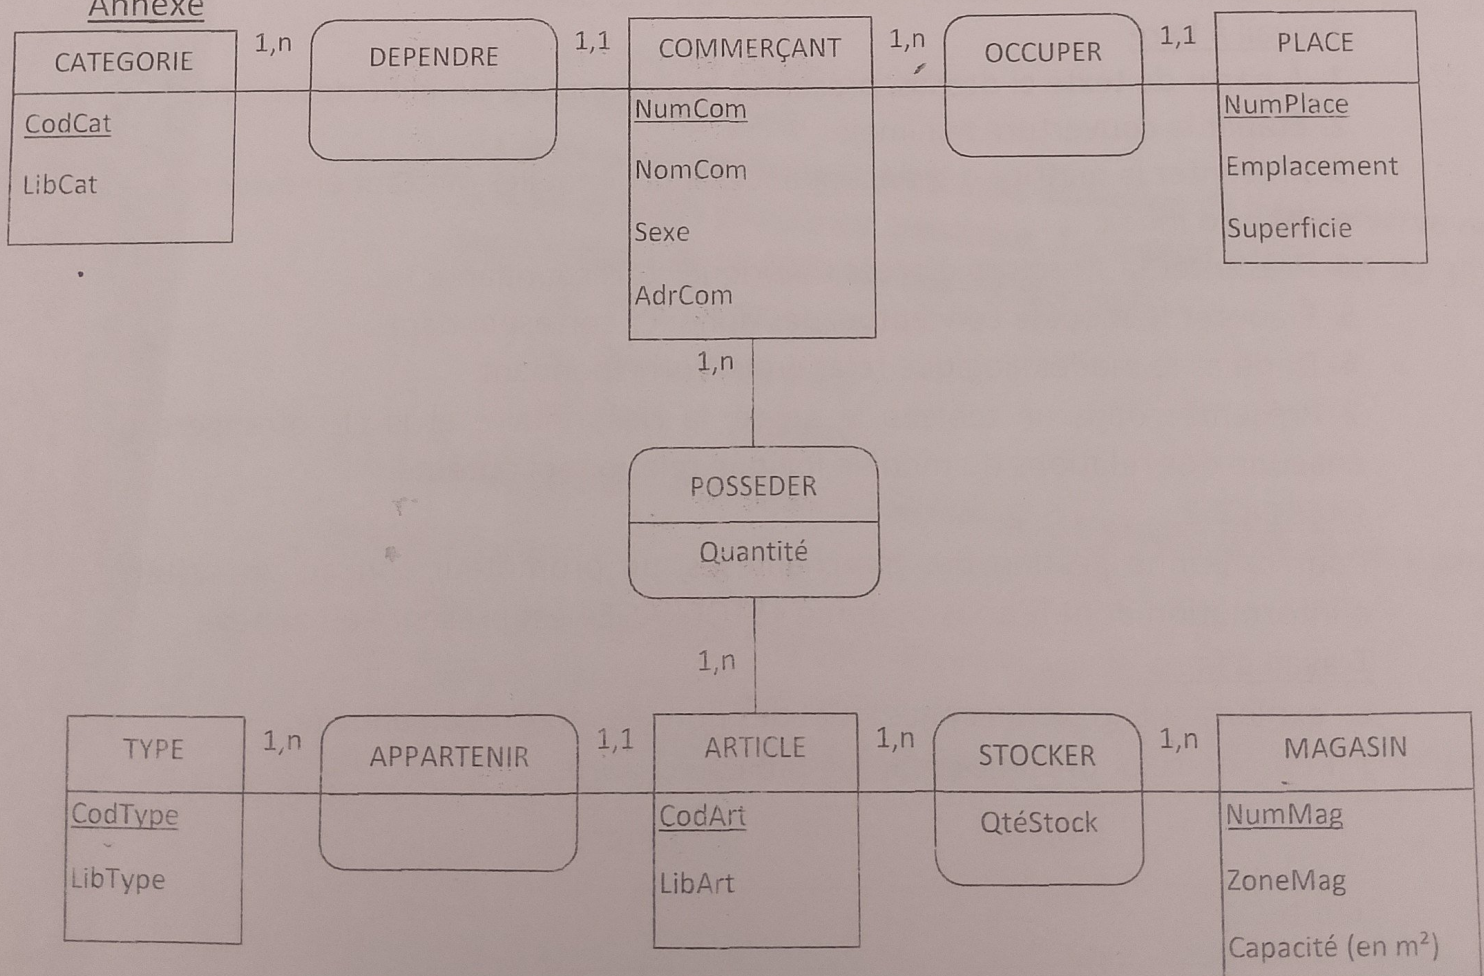 Annexe
CATEGORIE
CodCat
LibCat
1,n
DEPENDRE
1,1
COMMERÇANT
NumCom
NomCom
Sexe
AdrCom
1,n
OCCUPER
1,1
PLACE
NumPlace
Emplacement
Superficie
1,n
POSSEDER
Quantité
1,n
TYPE
CodType
LibType
1,n
APPARTENIR
1,1
ARTICLE
CodArt
LibArt
1,n
STOCKER
QtéStock
1,n
MAGASIN
NumMag
ZoneMag
Capacité (en m²)